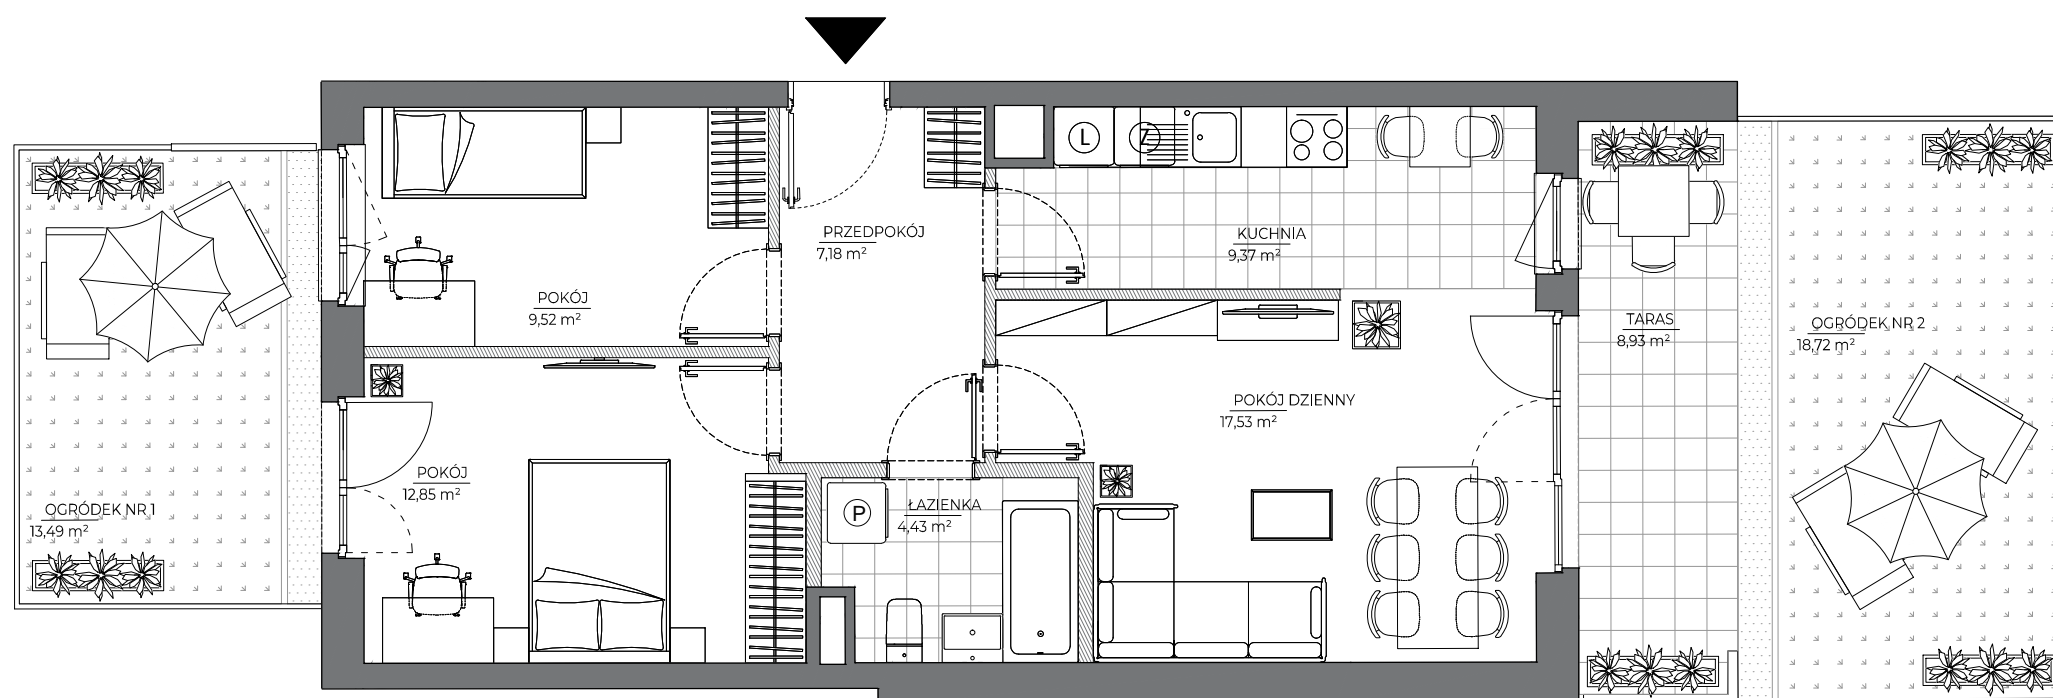 L
Z
PRZEDPOKÓJ
7,18 m²
KUCHNIA
9,37 m²
POKÓJ
9,52 m²
TARAS
8,93 m²
OGRÓDEK NR 2
18,72 m²
POKÓJ DZIENNY
17,53 m²
POKÓJ
12,85 m²
OGRÓDEK NR 1
13,49 m²
P
ŁAZIENKA
4,43 m²